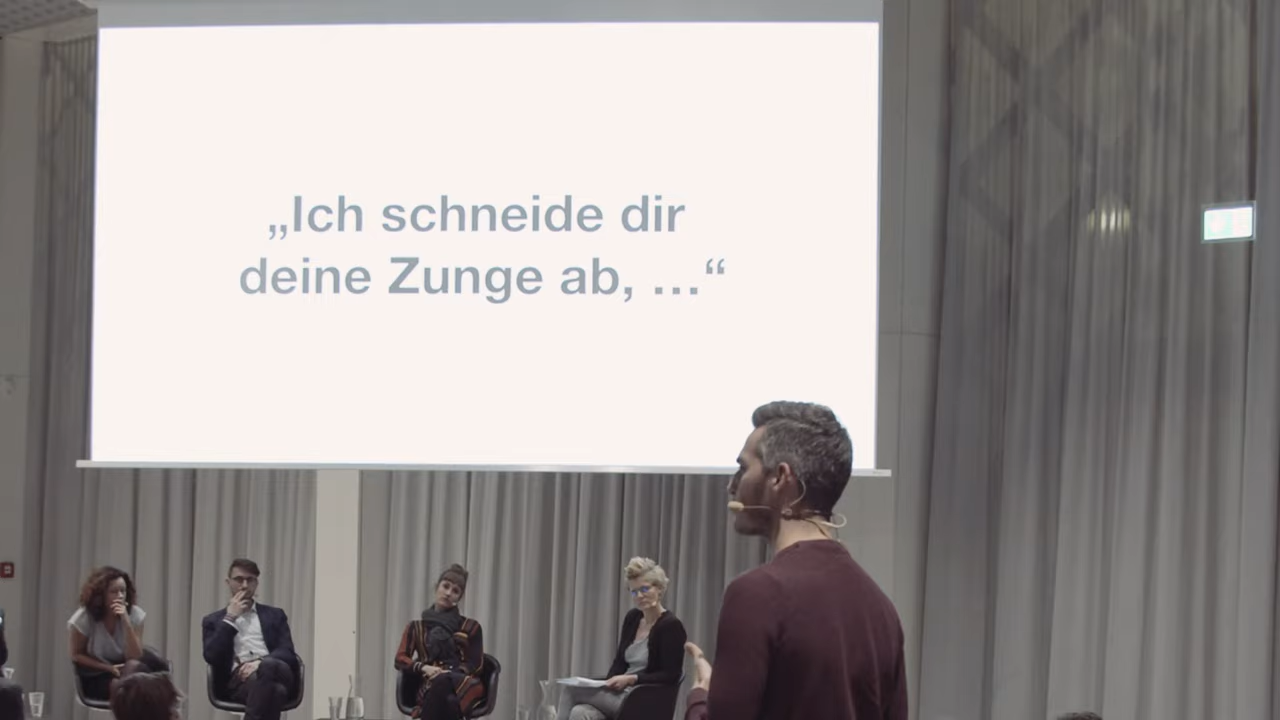 „Ich schneide dir
deine Zunge ab, …“